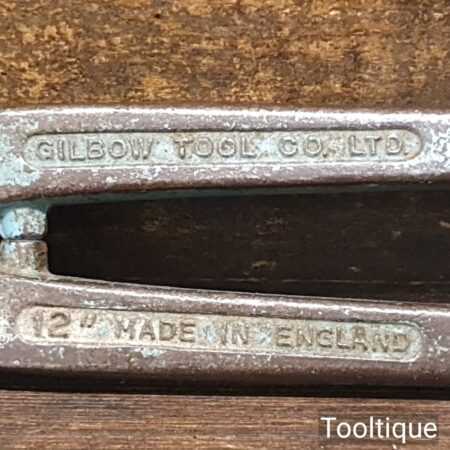 GILBOW TOOL CO. LTD.
12" MADE IN ENGLAND
Tooltique